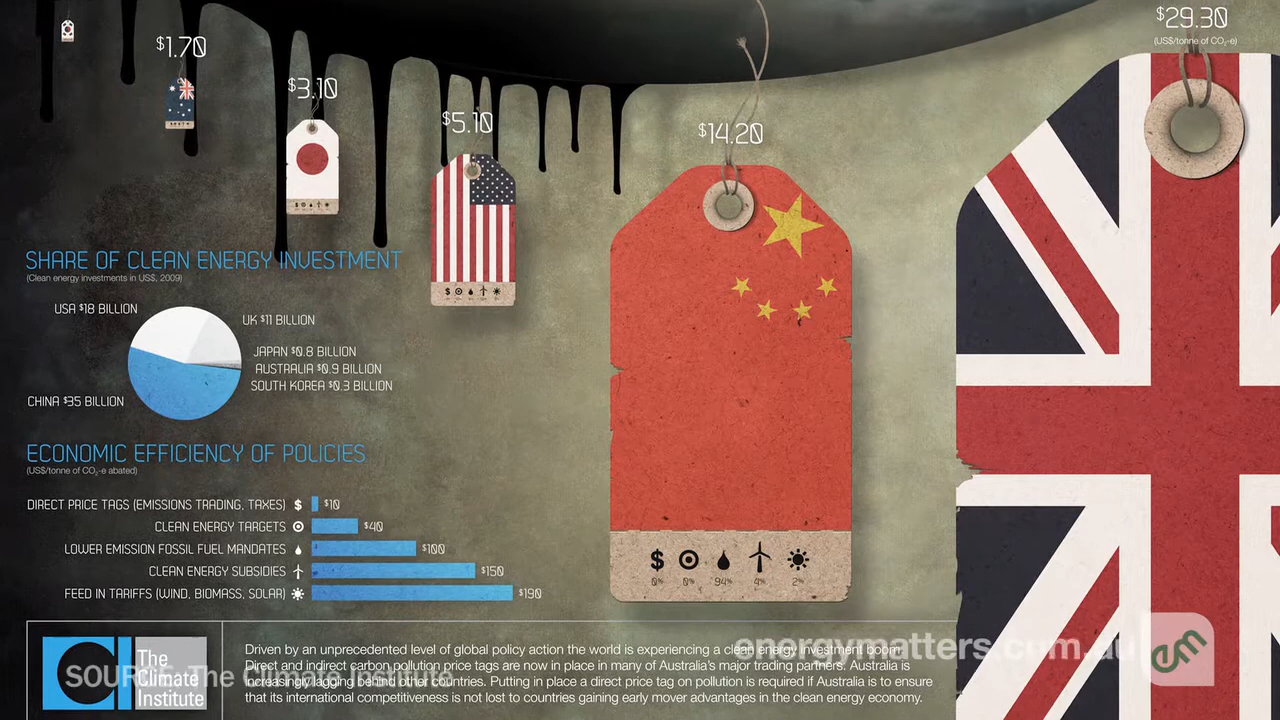 $29.30
(US$/tonne of CO2-e)
$1.70
$3.10
$5.10
$14.20
SHARE OF CLEAN ENERGY INVESTMENT
(Clean energy investments in US$, 2009)
USA $18 BILLION
UK $11 BILLION
JAPAN $0.8 BILLION
AUSTRALIA $0.9 BILLION
SOUTH KOREA $0.3 BILLION
CHINA $35 BILLION
ECONOMIC EFFICIENCY OF POLICIES
(US$/tonne of CO2-e abated)
DIRECT PRICE TAGS (EMISSIONS TRADING, TAXES) $ $10
CLEAN ENERGY TARGETS $40
LOWER EMISSION FOSSIL FUEL MANDATES $100
CLEAN ENERGY SUBSIDIES $150
FEED IN TARIFFS (WIND, BIOMASS, SOLAR) $190
$
0% 0% 94% 4% 2%
The
Climate
Institute
SOURCE: The Climate Institute
Driven by an unprecedented level of global policy action the world is experiencing a clean energy investment boom.
Direct and indirect carbon pollution price tags are now in place in many of Australia's major trading partners. Australia is
increasingly lagging behind other countries. Putting in place a direct price tag on pollution is required if Australia is to ensure
that its international competitiveness is not lost to countries gaining early mover advantages in the clean energy economy.
energymatters.com.au
em